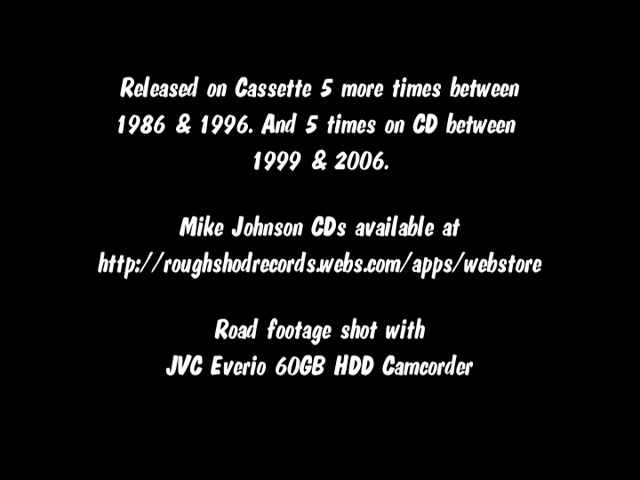 Released on Cassette 5 more times between
1986 & 1996. And 5 times on CD between
1999 & 2006.
Mike Johnson CDs available at
http://roughshodrecords.webs.com/apps/webstore
Road footage shot with
JVC Everio 60GB HDD Camcorder